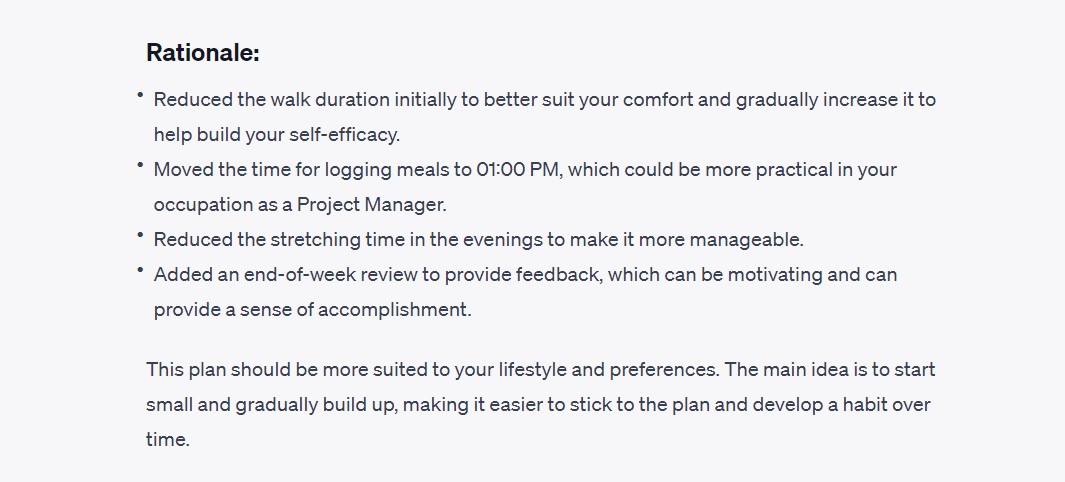 Rationale:
• Reduced the walk duration initially to better suit your comfort and gradually increase it to
help build your self-efficacy.
• Moved the time for logging meals to 01:00 PM, which could be more practical in your
occupation as a Project Manager.
• Reduced the stretching time in the evenings to make it more manageable.
• Added an end-of-week review to provide feedback, which can be motivating and can
provide a sense of accomplishment.
This plan should be more suited to your lifestyle and preferences. The main idea is to start
small and gradually build up, making it easier to stick to the plan and develop a habit over
time.